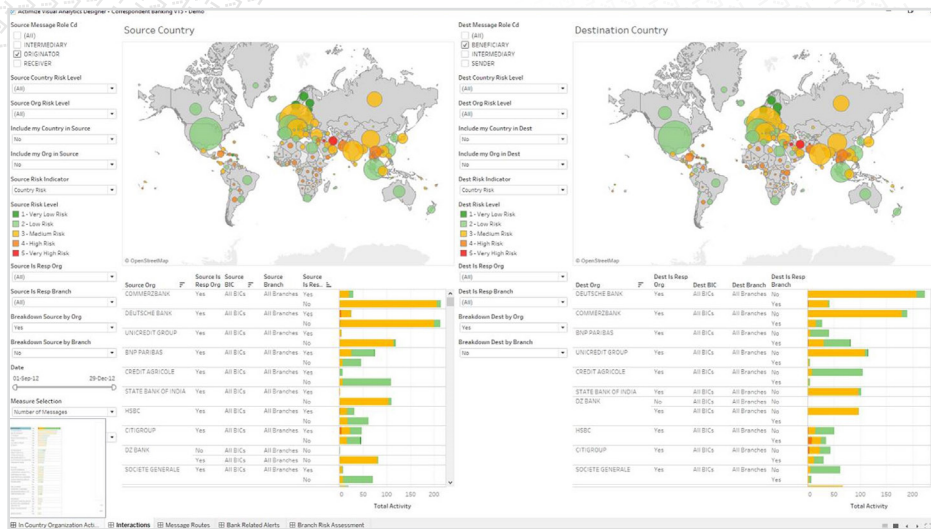 Actimize Visual Analytics Designer - Correspondent Banking V15 - Demo
Source Message Role Cd
(All)
INTERMEDIARY
ORIGINATOR
RECEIVER
Source Country Risk Level
(All)
Source Org Risk Level
(All)
Include my Country in Source
No
Include my Org in Source
No
Source Risk Indicator
Country Risk
Source Risk Level
1 - Very Low Risk
2 - Low Risk
3 - Medium Risk
4 - High Risk
5 - Very High Risk
Source Is Resp Org
(All)
Source Is Resp Branch
(All)
Breakdown Source by Org
Yes
Breakdown Source by Branch
No
Date
01-Sep-12 29-Dec-12
Measure Selection
Number of Messages
Source Country
© OpenStreetMap
Source Org Source Is Resp Org Source BIC Source Branch Source Is Res..
COMMERZBANK Yes All BICs All Branches Yes
No
DEUTSCHE BANK Yes All BICs All Branches Yes
No
UNICREDIT GROUP Yes All BICs All Branches Yes
No
BNP PARIBAS Yes All BICs All Branches Yes
No
CREDIT AGRICOLE Yes All BICs All Branches Yes
No
STATE BANK OF INDIA Yes All BICs All Branches Yes
No
HSBC Yes All BICs All Branches Yes
No
CITIGROUP Yes All BICs All Branches Yes
No
DZ BANK No All BICs All Branches No
Yes All BICs All Branches No
SOCIETE GENERALE Yes All BICs All Branches Yes
No
0 50 100 150 200
Total Activity
Dest Message Role Cd
(All)
BENEFICIARY
INTERMEDIARY
SENDER
Dest Country Risk Level
(All)
Dest Org Risk Level
(All)
Include my Country in Dest
No
Include my Org in Dest
No
Dest Risk Indicator
Country Risk
Dest Risk Level
1 - Very Low Risk
2 - Low Risk
3 - Medium Risk
4 - High Risk
5 - Very High Risk
Dest Is Resp Org
(All)
Dest Is Resp Branch
(All)
Breakdown Dest by Org
Yes
Breakdown Dest by Branch
No
Destination Country
© OpenStreetMap
Dest Org Dest Is Resp Org Dest BIC Dest Branch Dest Is Resp Branch
DEUTSCHE BANK Yes All BICs All Branches No
Yes
COMMERZBANK Yes All BICs All Branches No
Yes
BNP PARIBAS Yes All BICs All Branches No
Yes
UNICREDIT GROUP Yes All BICs All Branches No
Yes
CREDIT AGRICOLE Yes All BICs All Branches No
Yes
STATE BANK OF INDIA Yes All BICs All Branches No
DZ BANK No All BICs All Branches No
Yes All BICs All Branches No
Yes
HSBC Yes All BICs All Branches No
Yes
CITIGROUP Yes All BICs All Branches No
Yes
SOCIETE GENERALE Yes All BICs All Branches No
Yes
0 50 100 150 200
Total Activity
In Country Organization Acti... Interactions Message Routes Bank Related Alerts Branch Risk Assessment